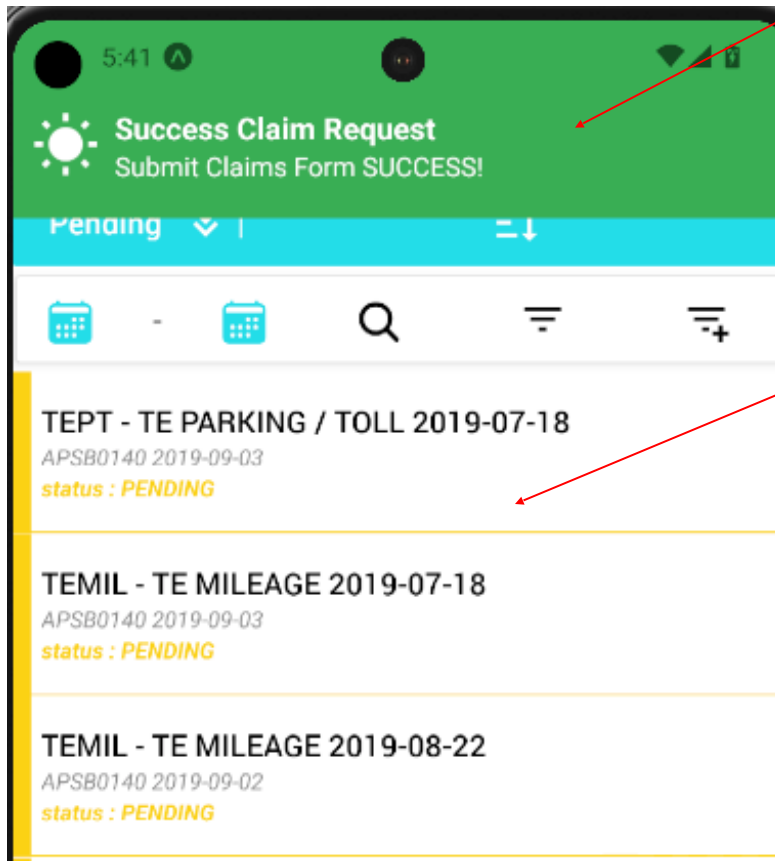 5:41
Success Claim Request
Submit Claims Form SUCCESS!
Pending
-
TEPT - TE PARKING / TOLL 2019-07-18
APSB0140 2019-09-03
status : PENDING
TEMIL - TE MILEAGE 2019-07-18
APSB0140 2019-09-03
status : PENDING
TEMIL - TE MILEAGE 2019-08-22
APSB0140 2019-09-02
status : PENDING